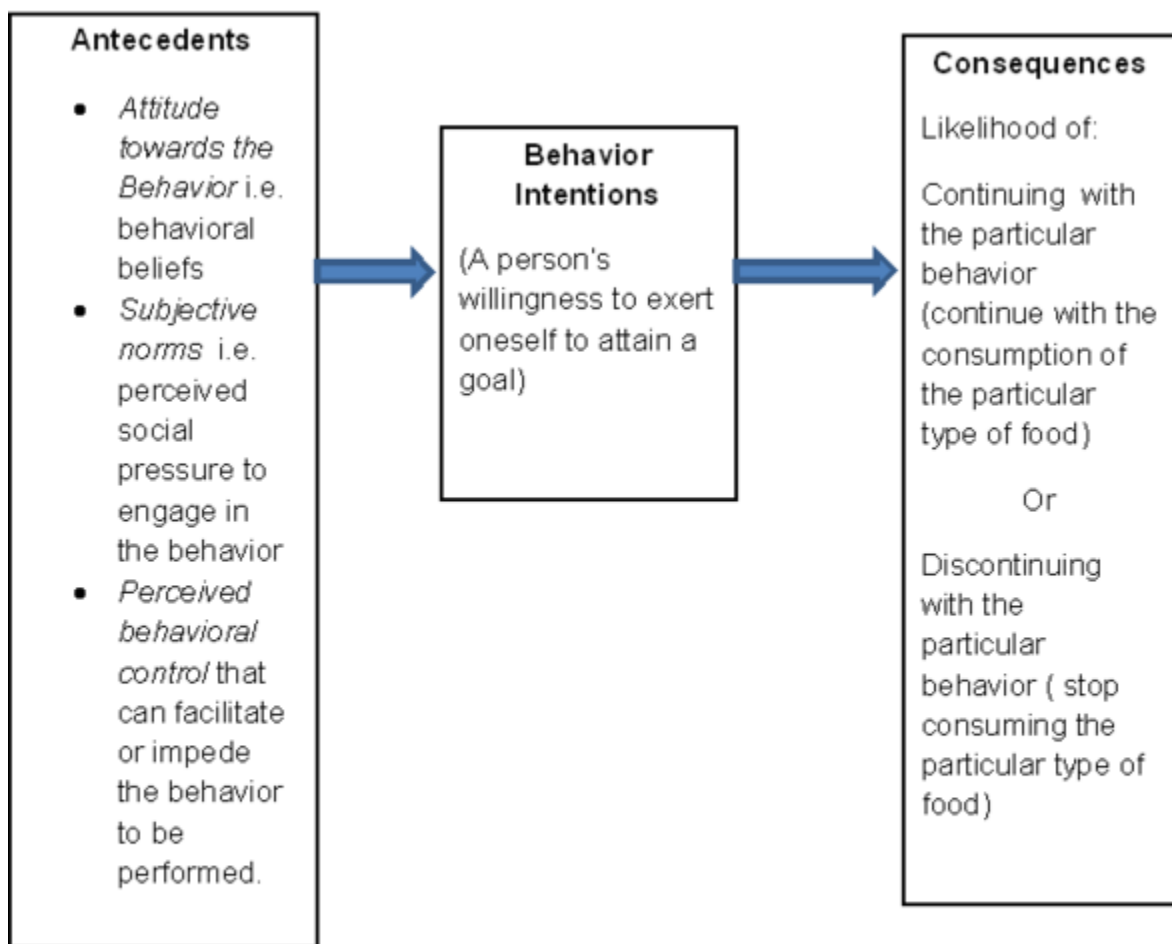 Antecedents
• Attitude
towards the
Behavior i.e.
behavioral
beliefs
• Subjective
norms i.e.
perceived
social
pressure to
engage in
the behavior
• Perceived
behavioral
control that
can facilitate
or impede
the behavior
to be
performed.
Behavior
Intentions
(A person's
willingness to exert
oneself to attain a
goal)
Consequences
Likelihood of:
Continuing with
the particular
behavior
(continue with the
consumption of
the particular
type of food)
Or
Discontinuing
with the
particular
behavior ( stop
consuming the
particular type of
food)